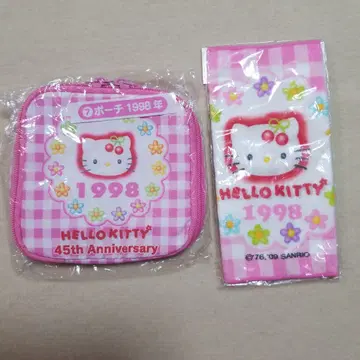 ⑦ポーチ 1998年
1998
HELLO KITTY
45th Anniversary
HELLO KITTY
1998
©'76,'09 SANRIO